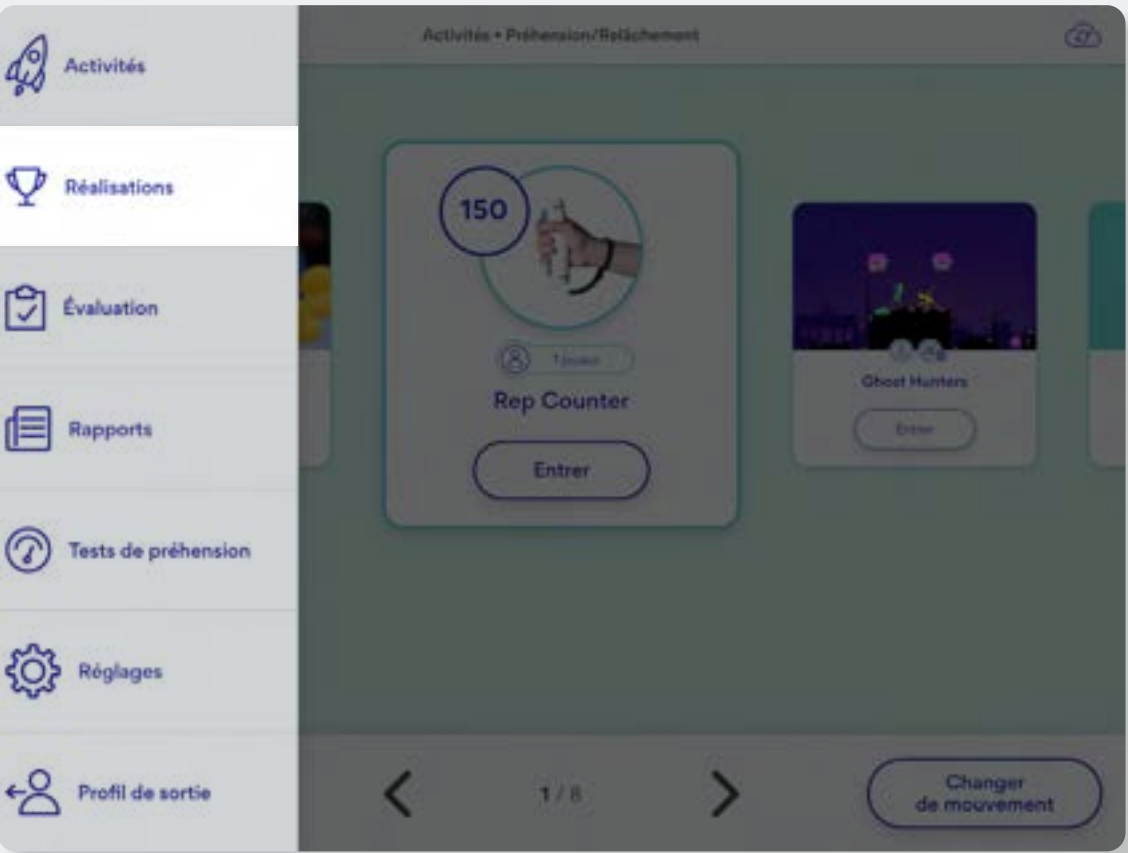 Activités
Réalisations
Évaluation
Rapports
Tests de préhension
Réglages
Profil de sortie
Activités • Préhension/Relâchement
150
Rep Counter
Entrer
Ghost Hunters
Entrer
1 / 8
Changer
de mouvement